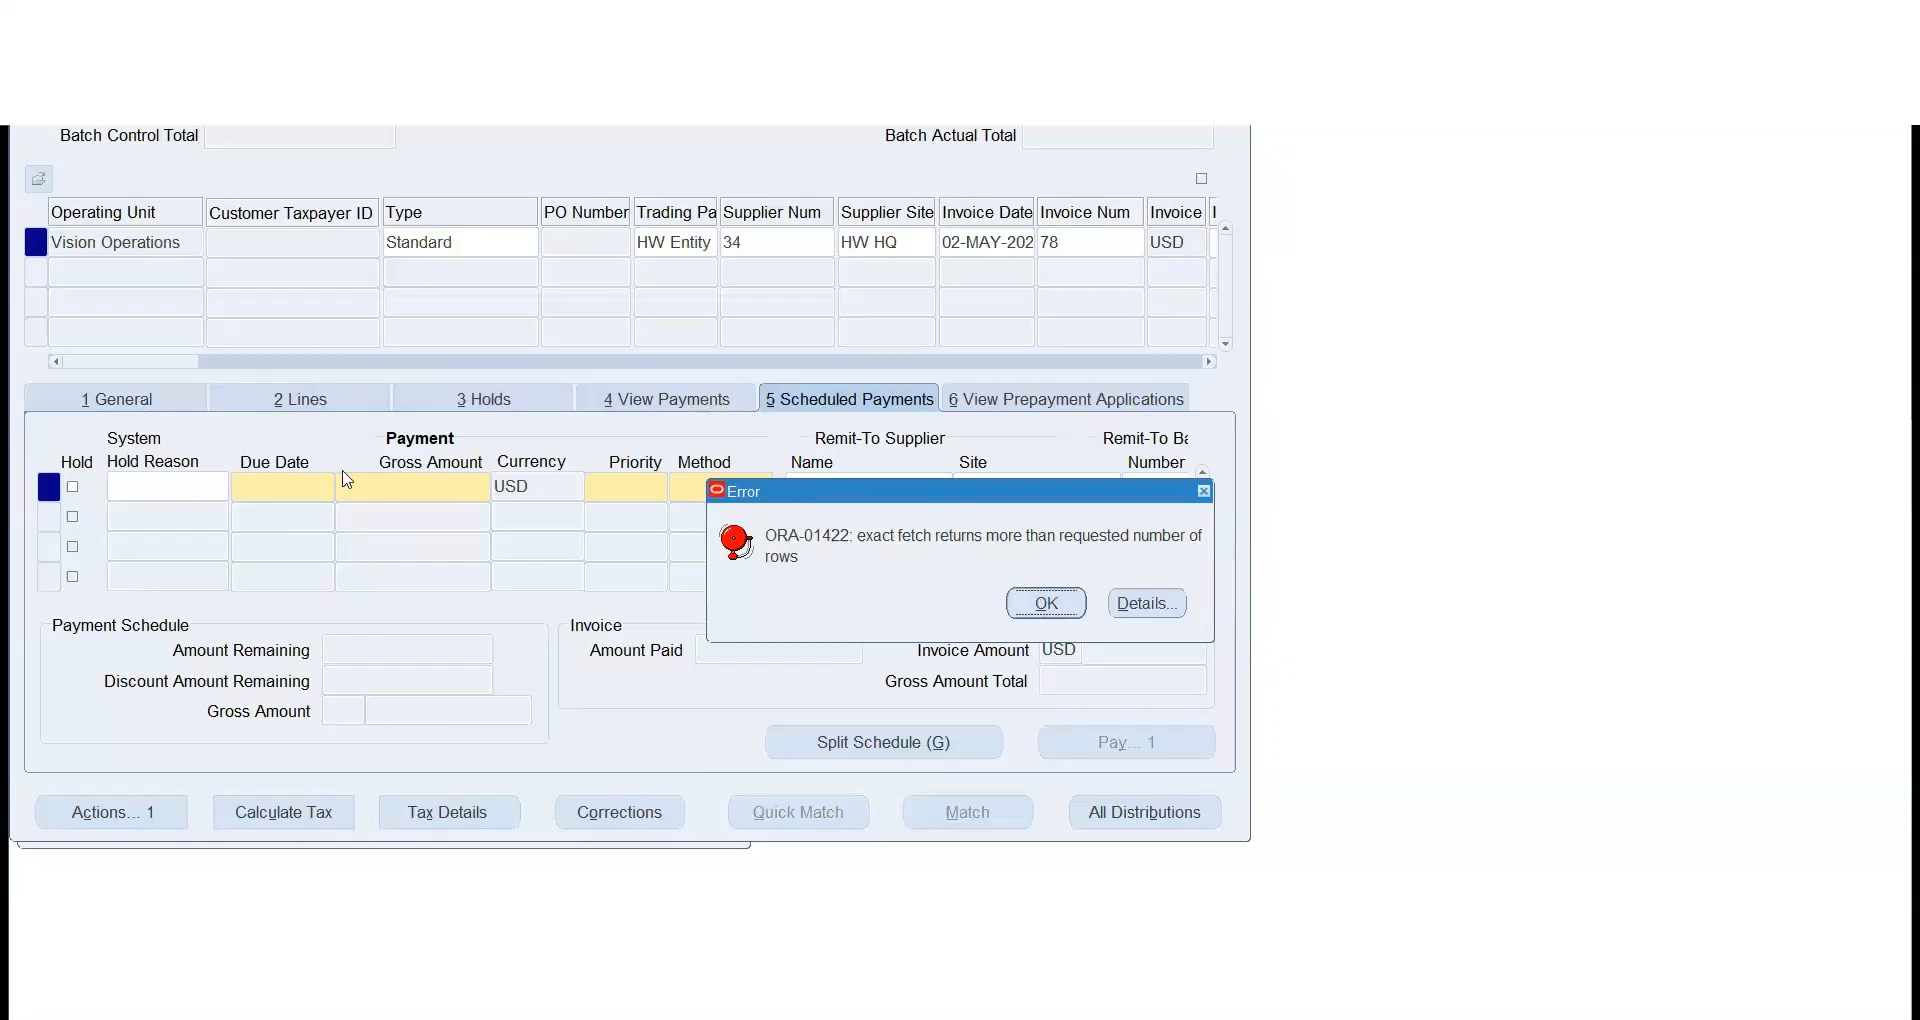 Batch Control Total Batch Actual Total
Operating Unit Customer Taxpayer ID Type PO Number Trading Pa Supplier Num Supplier Site Invoice Date Invoice Num Invoice I
Vision Operations Standard HW Entity 34 HW HQ 02-MAY-202 78 USD
1 General 2 Lines 3 Holds 4 View Payments 5 Scheduled Payments 6 View Prepayment Applications
System Payment Remit-To Supplier Remit-To Ba
Hold Hold Reason Due Date Gross Amount Currency Priority Method Name Site Number
USD
Error
ORA-01422: exact fetch returns more than requested number of
rows
OK Details...
Payment Schedule Invoice
Amount Remaining Amount Paid Invoice Amount USD
Discount Amount Remaining Gross Amount Total
Gross Amount
Split Schedule (G) Pay... 1
Actions... 1 Calculate Tax Tax Details Corrections Quick Match Match All Distributions